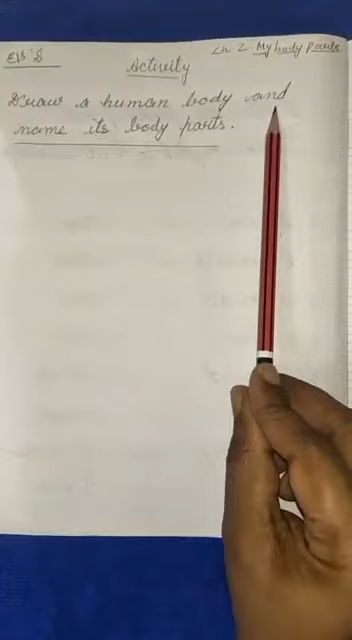 EVS'S
Ch 2 My body parts
Activity
Draw a human body and
name its body parts.